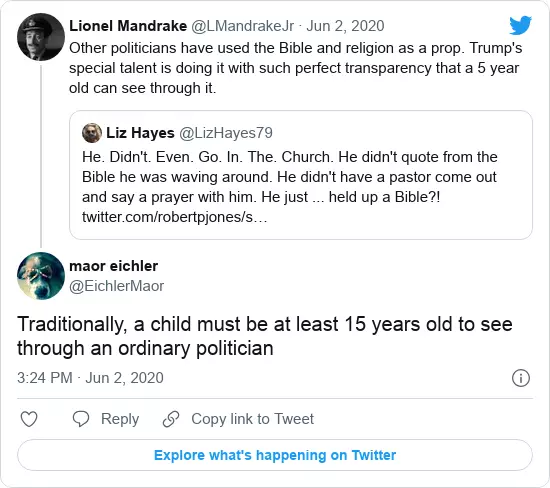 Lionel Mandrake @LMandrakeJr · Jun 2, 2020
Other politicians have used the Bible and religion as a prop. Trump's
special talent is doing it with such perfect transparency that a 5 year
old can see through it.
Liz Hayes @LizHayes79
He. Didn't. Even. Go. In. The. Church. He didn't quote from the
Bible he was waving around. He didn't have a pastor come out
and say a prayer with him. He just ... held up a Bible?!
twitter.com/robertpjones/s…
maor eichler
@EichlerMaor
Traditionally, a child must be at least 15 years old to see
through an ordinary politician
3:24 PM · Jun 2, 2020
Reply Copy link to Tweet
Explore what's happening on Twitter